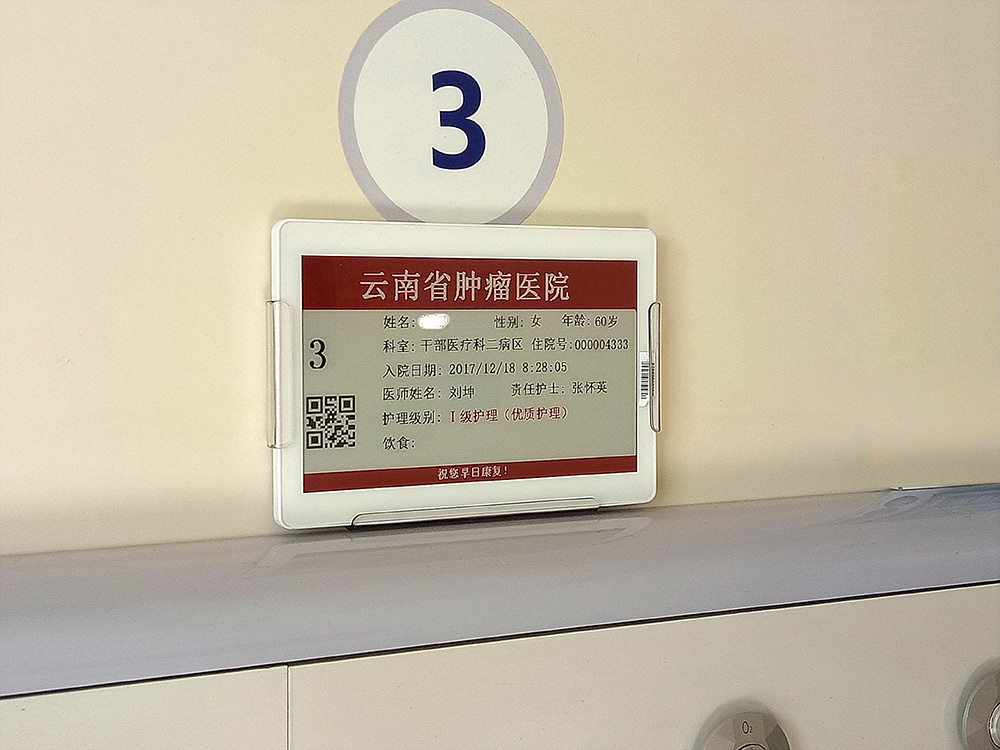 3
云南省肿瘤医院
姓名: 性别: 女 年龄: 60岁
3
科室: 干部医疗科二病区 住院号:000004333
入院日期: 2017/12/18 8:28:05
医师姓名: 刘坤 责任护士: 张怀英
护理级别: Ⅰ级护理（优质护理）
饮食:
祝您早日康复!
O₂